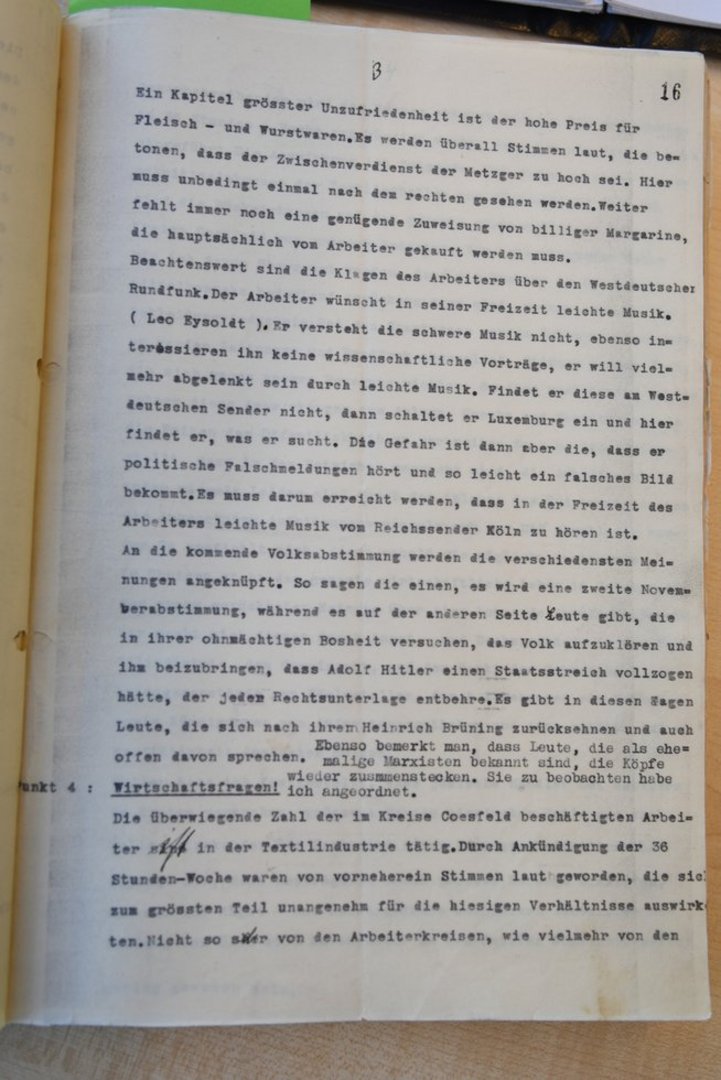 3
16
Ein Kapitel grösster Unzufriedenheit ist der hohe Preis für
Fleisch - und Wurstwaren.Es werden überall Stimmen laut, die be=
tonen, dass der Zwischenverdienst der Metzger zu hoch sei. Hier
muss unbedingt einmal nach dem rechten gesehen werden.Weiter
fehlt immer noch eine genügende Zuweisung von billiger Margarine,
die hauptsächlich vom Arbeiter gekauft werden muss.
Beachtenswert sind die Klagen des Arbeiters über den Westdeutschen
Rundfunk.Der Arbeiter wünscht in seiner Freizeit leichte Musik.
( Leo Eysoldt ).Er versteht die schwere Musik nicht, ebenso in=
teressieren ihn keine wissenschaftliche Vorträge, er will viel=
mehr abgelenkt sein durch leichte Musik. Findet er diese am West=
deutschen Sender nicht, dann schaltet er Luxemburg ein und hier
findet er, was er sucht. Die Gefahr ist dann aber die, dass er
politische Falschmeldungen hört und so leicht ein falsches Bild
bekommt.Es muss darum erreicht werden, dass in der Freizeit des
Arbeiters leichte Musik vom Reichssender Köln zu hören ist.
An die kommende Volksabstimmung werden die verschiedensten Mei=
nungen angeknüpft. So sagen die einen, es wird eine zweite Novem=
berabstimmung, während es auf der anderen Seite Leute gibt, die
in ihrer ohnmächtigen Bosheit versuchen, das Volk aufzuklären und
ihm beizubringen, dass Adolf Hitler einen Staatsstreich vollzogen
hätte, der jedem Rechtsunterlage entbehre.Es gibt in diesen Tagen
Leute, die sich nach ihrem Heinrich Brüning zurücksehnen und auch
offen davon sprechen. Ebenso bemerkt man, dass Leute, die als ehe=
malige Marxisten bekannt sind, die Köpfe
wieder zusmmenstecken. Sie zu beobachten habe
unkt 4 : Wirtschaftsfragen! ich angeordnet.
Die überwiegende Zahl der im Kreise Coesfeld beschäftigten Arbei=
ter ist in der Textilindustrie tätig.Durch Ankündigung der 36
Stunden-Woche waren von vorneherein Stimmen laut geworden, die sich
zum grössten Teil unangenehm für die hiesigen Verhältnisse auswirk
ten.Nicht so sehr von den Arbeiterkreisen, wie vielmehr von den